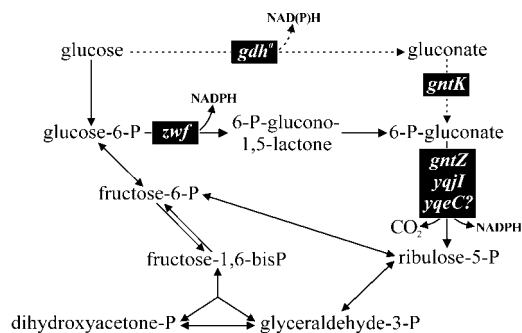 NAD(P)H
glucose
gdhª
gluconate
gntK
NADPH
glucose-6-P
zwf
6-P-glucono-
1,5-lactone
6-P-gluconate
gntZ
yqjI
yqeC?
fructose-6-P
CO₂
NADPH
fructose-1,6-bisP
ribulose-5-P
dihydroxyacetone-P
glyceraldehyde-3-P